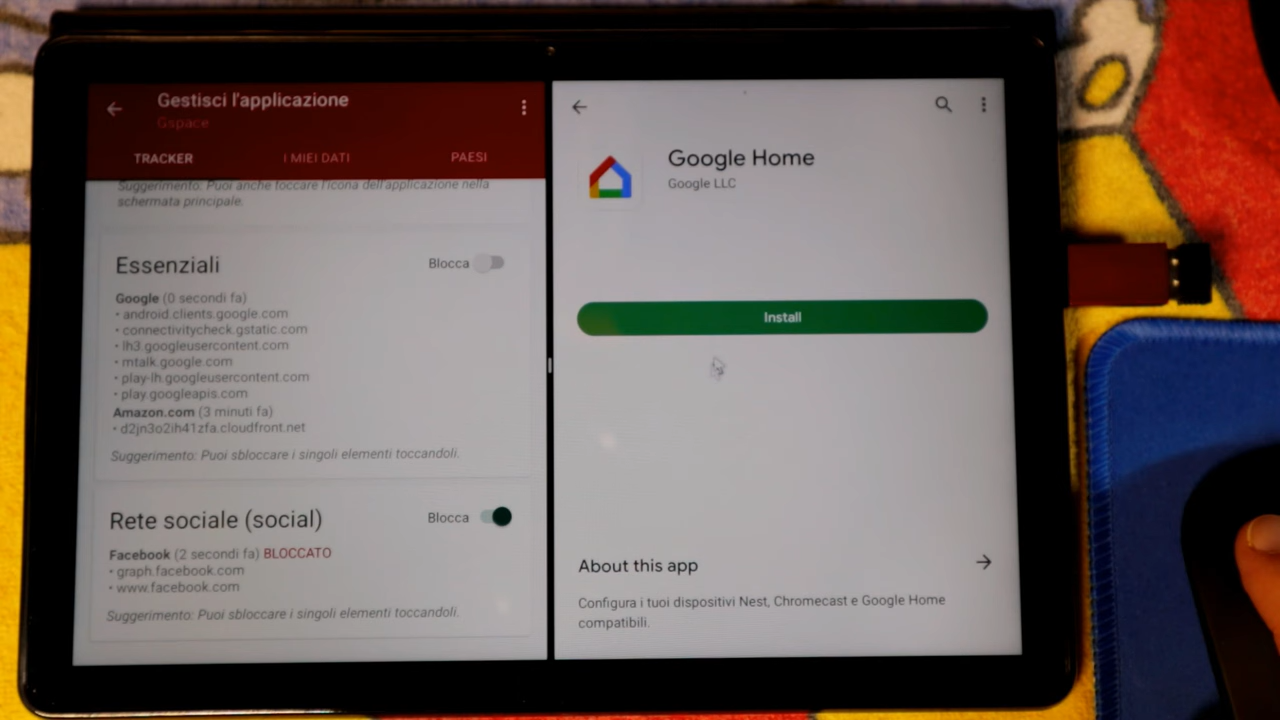 Gestisci l'applicazione
Gspace
TRACKER
I MIEI DATI
PAESI
Suggerimento: Puoi anche toccare l'icona dell'applicazione nella
schermata principale.
Essenziali
Blocca
Google (0 secondi fa)
• android.clients.google.com
• connectivitycheck.gstatic.com
• lh3.googleusercontent.com
• mtalk.google.com
• play-lh.googleusercontent.com
• play.googleapis.com
Amazon.com (3 minuti fa)
• d2jn3o2ih41zfa.cloudfront.net
Suggerimento: Puoi sbloccare i singoli elementi toccandoli.
Rete sociale (social)
Blocca
Facebook (2 secondi fa) BLOCCATO
• graph.facebook.com
• www.facebook.com
Suggerimento: Puoi sbloccare i singoli elementi toccandoli.
Google Home
Google LLC
Install
About this app
Configura i tuoi dispositivi Nest, Chromecast e Google Home
compatibili.